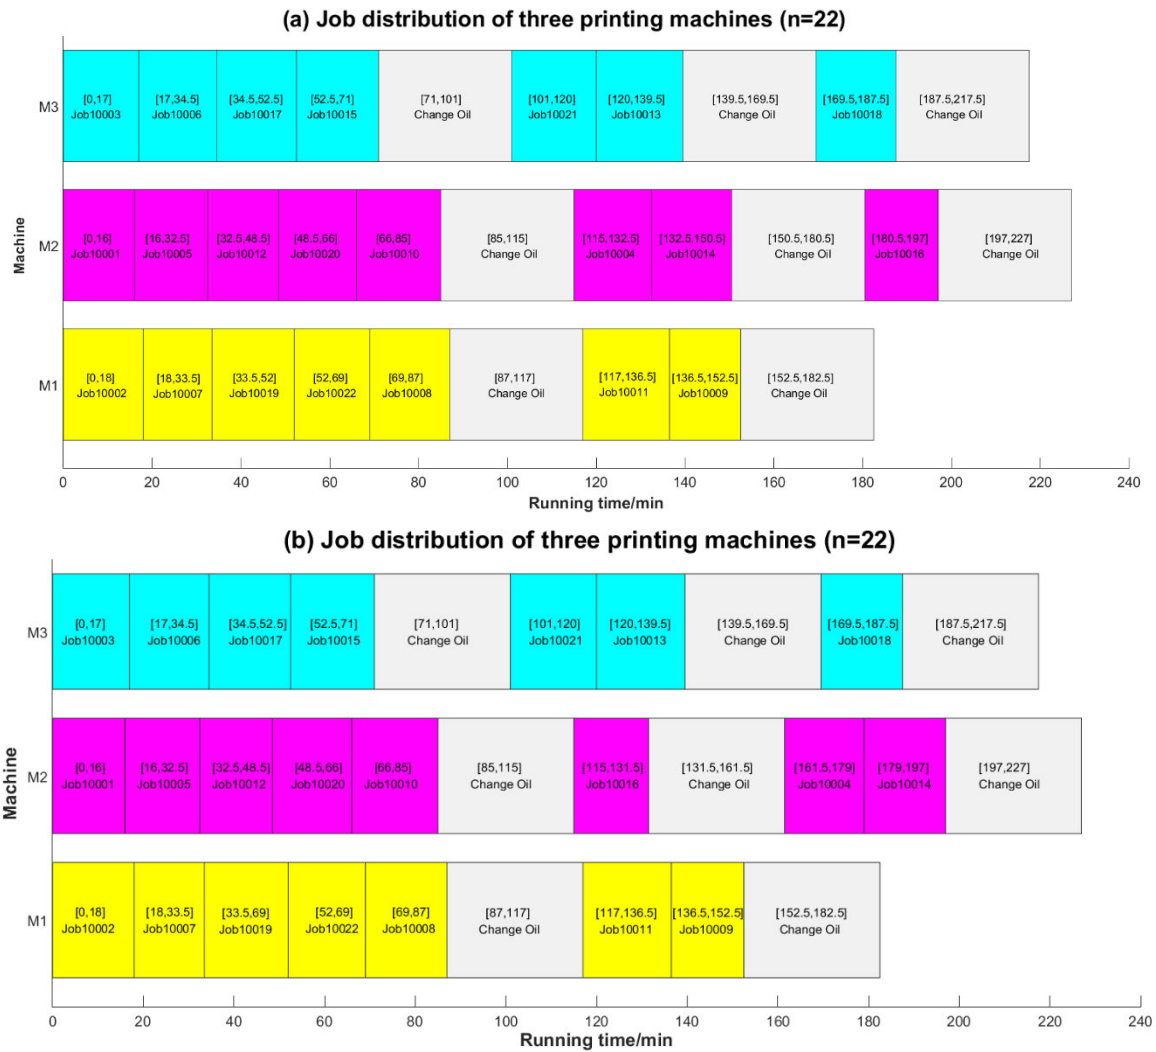 (a) Job distribution of three printing machines (n=22)
M3
[0,17]
Job10003
[17,34.5]
Job10006
[34.5,52.5]
Job10017
[52.5,71]
Job10015
[71,101]
Change Oil
[101,120]
Job10021
[120,139.5]
Job10013
[139.5,169.5]
Change Oil
[169.5,187.5]
Job10018
[187.5,217.5]
Change Oil
Machine
M2
[0,16]
Job10001
[16,32.5]
Job10005
[32.5,48.5]
Job10012
[48.5,66]
Job10020
[66,85]
Job10010
[85,115]
Change Oil
[115,132.5]
Job10004
[132.5,150.5]
Job10014
[150.5,180.5]
Change Oil
[180.5,197]
Job10016
[197,227]
Change Oil
M1
[0,18]
Job10002
[18,33.5]
Job10007
[33.5,52]
Job10019
[52,69]
Job10022
[69,87]
Job10008
[87,117]
Change Oil
[117,136.5]
Job10011
[136.5,152.5]
Job10009
[152.5,182.5]
Change Oil
0 20 40 60 80 100 120 140 160 180 200 220 240
Running time/min
(b) Job distribution of three printing machines (n=22)
M3
[0,17]
Job10003
[17,34.5]
Job10006
[34.5,52.5]
Job10017
[52.5,71]
Job10015
[71,101]
Change Oil
[101,120]
Job10021
[120,139.5]
Job10013
[139.5,169.5]
Change Oil
[169.5,187.5]
Job10018
[187.5,217.5]
Change Oil
Machine
M2
[0,16]
Job10001
[16,32.5]
Job10005
[32.5,48.5]
Job10012
[48.5,66]
Job10020
[66,85]
Job10010
[85,115]
Change Oil
[115,131.5]
Job10016
[131.5,161.5]
Change Oil
[161.5,179]
Job10004
[179,197]
Job10014
[197,227]
Change Oil
M1
[0,18]
Job10002
[18,33.5]
Job10007
[33.5,69]
Job10019
[52,69]
Job10022
[69,87]
Job10008
[87,117]
Change Oil
[117,136.5]
Job10011
[136.5,152.5]
Job10009
[152.5,182.5]
Change Oil
0 20 40 60 80 100 120 140 160 180 200 220 240
Running time/min